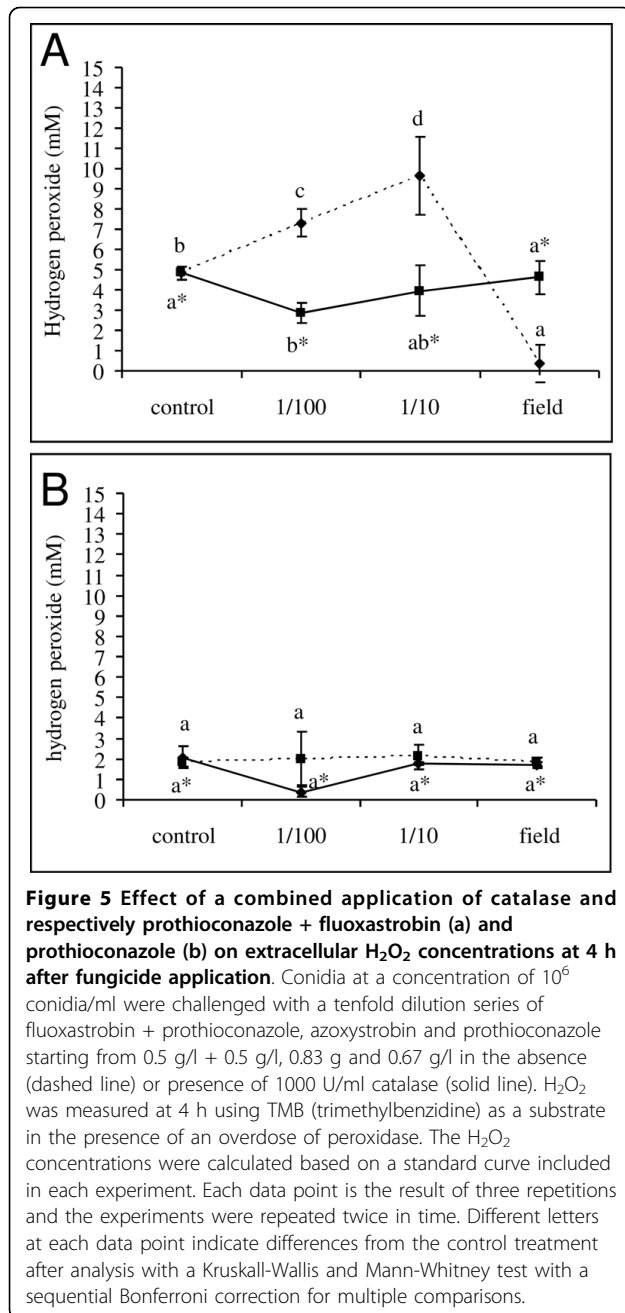 A
15
14
13
12
11
10
9
8
7
6
5
4
3
2
1
0
Hydrogen peroxide (mM)
b
a*
c
b*
d
ab*
a*
a
control 1/100 1/10 field
B
15
14
13
12
11
10
9
8
7
6
5
4
3
2
1
0
hydrogen peroxide (mM)
a a a a
a* a* a* a*
control 1/100 1/10 field
Figure 5 Effect of a combined application of catalase and
respectively prothioconazole + fluoxastrobin (a) and
prothioconazole (b) on extracellular H₂O₂ concentrations at 4 h
after fungicide application. Conidia at a concentration of 10⁶
conidia/ml were challenged with a tenfold dilution series of
fluoxastrobin + prothioconazole, azoxystrobin and prothioconazole
starting from 0.5 g/l + 0.5 g/l, 0.83 g and 0.67 g/l in the absence
(dashed line) or presence of 1000 U/ml catalase (solid line). H₂O₂
was measured at 4 h using TMB (trimethylbenzidine) as a substrate
in the presence of an overdose of peroxidase. The H₂O₂
concentrations were calculated based on a standard curve included
in each experiment. Each data point is the result of three repetitions
and the experiments were repeated twice in time. Different letters
at each data point indicate differences from the control treatment
after analysis with a Kruskall-Wallis and Mann-Whitney test with a
sequential Bonferroni correction for multiple comparisons.